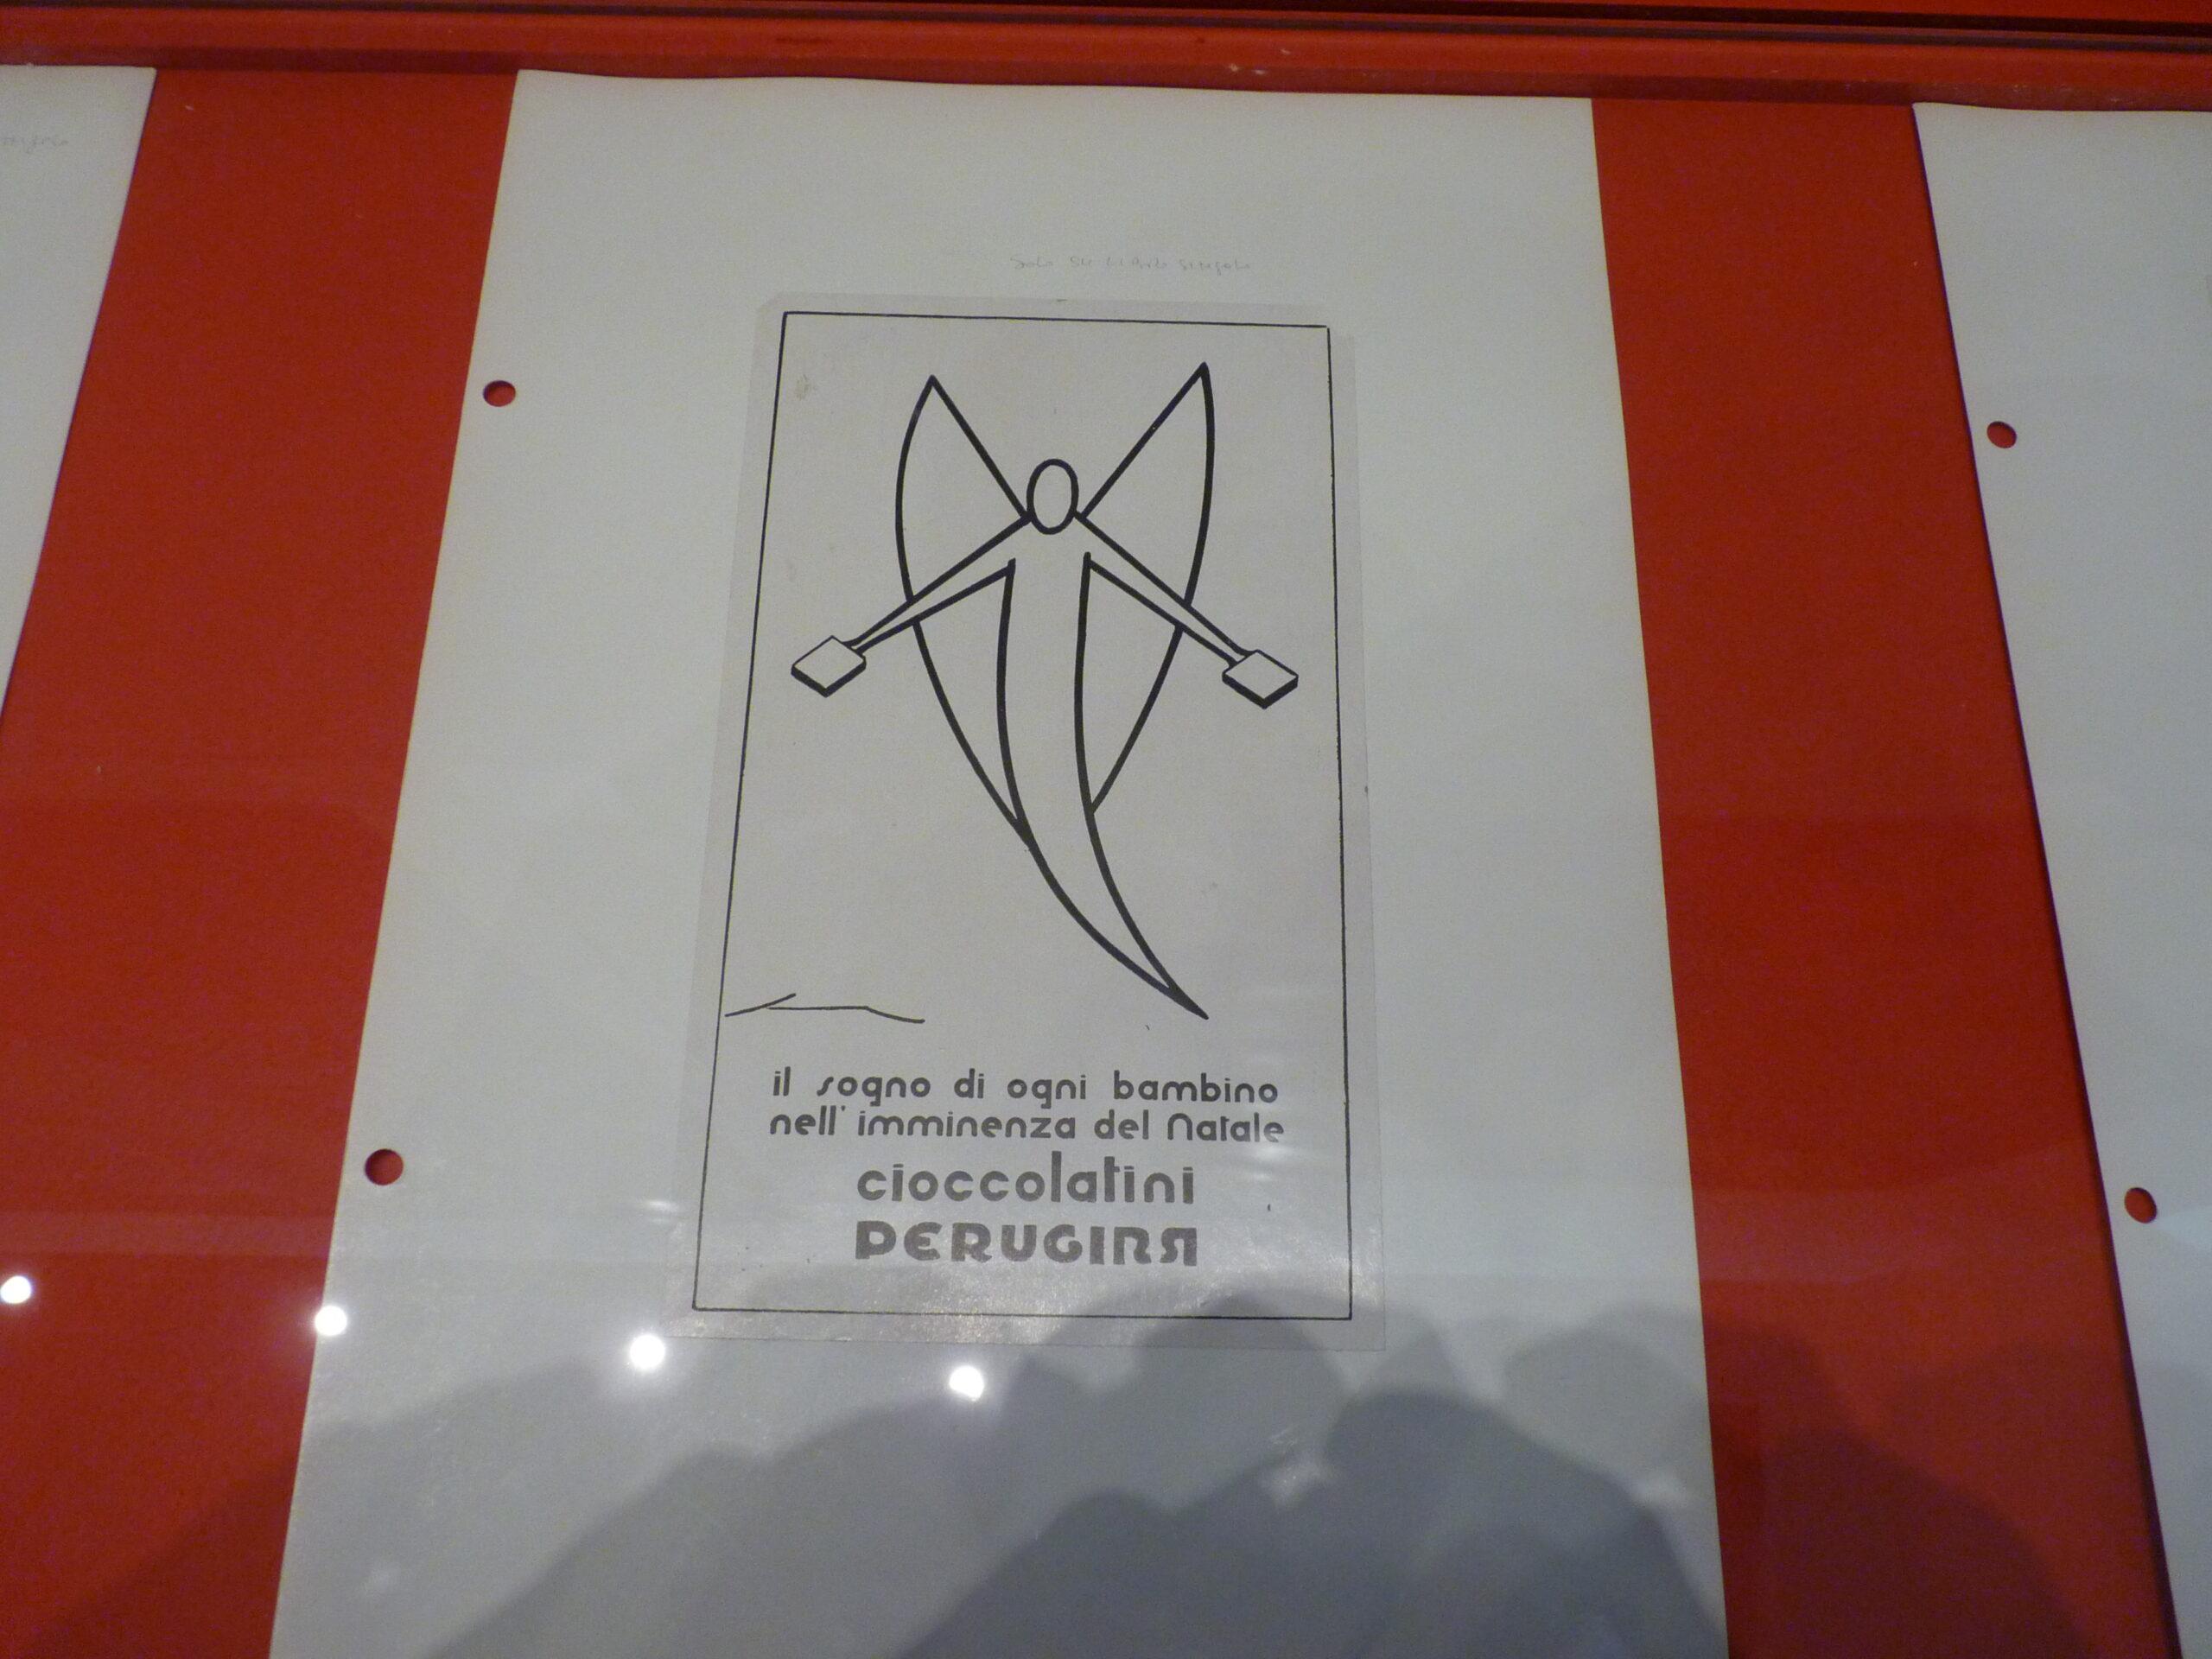 il sogno di ogni bambino
nell' imminenza del Natale
cioccolatini
PERUGINA